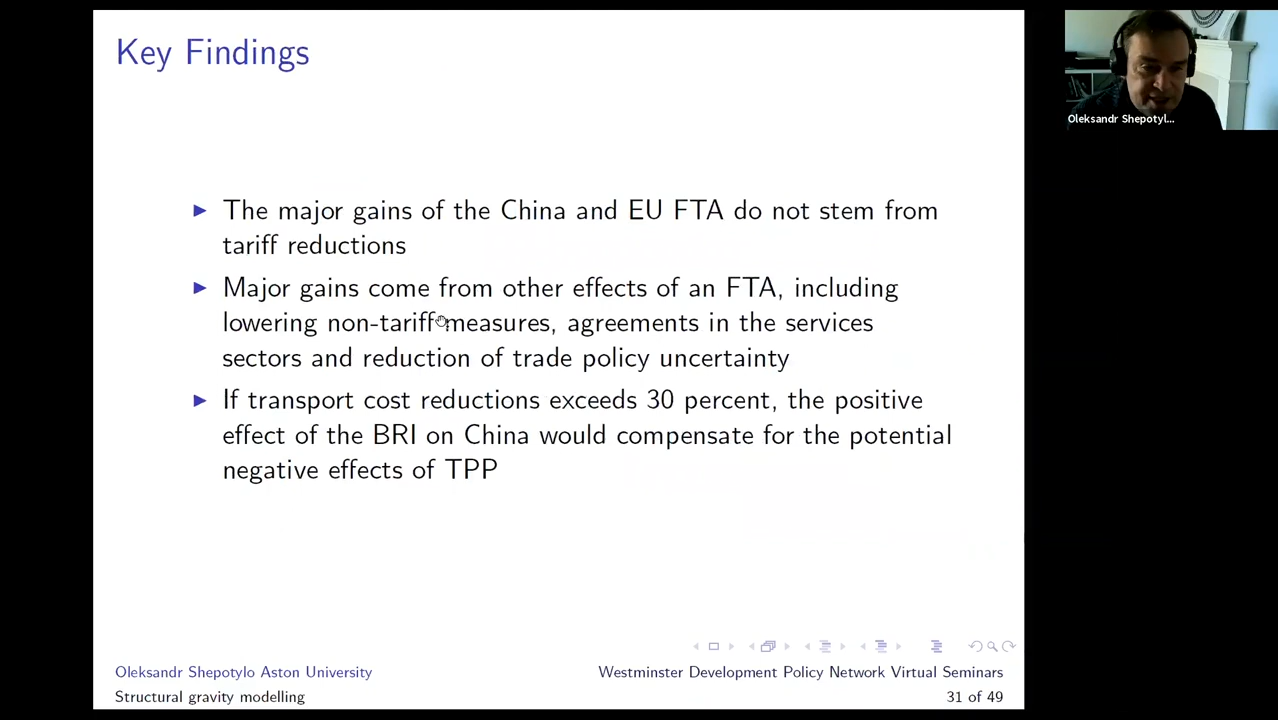 Key Findings
Oleksandr Shepotyl...
The major gains of the China and EU FTA do not stem from
tariff reductions
Major gains come from other effects of an FTA, including
lowering non-tariff measures, agreements in the services
sectors and reduction of trade policy uncertainty
If transport cost reductions exceeds 30 percent, the positive
effect of the BRI on China would compensate for the potential
negative effects of TPP
Oleksandr Shepotylo Aston University
Westminster Development Policy Network Virtual Seminars
Structural gravity modelling
31 of 49